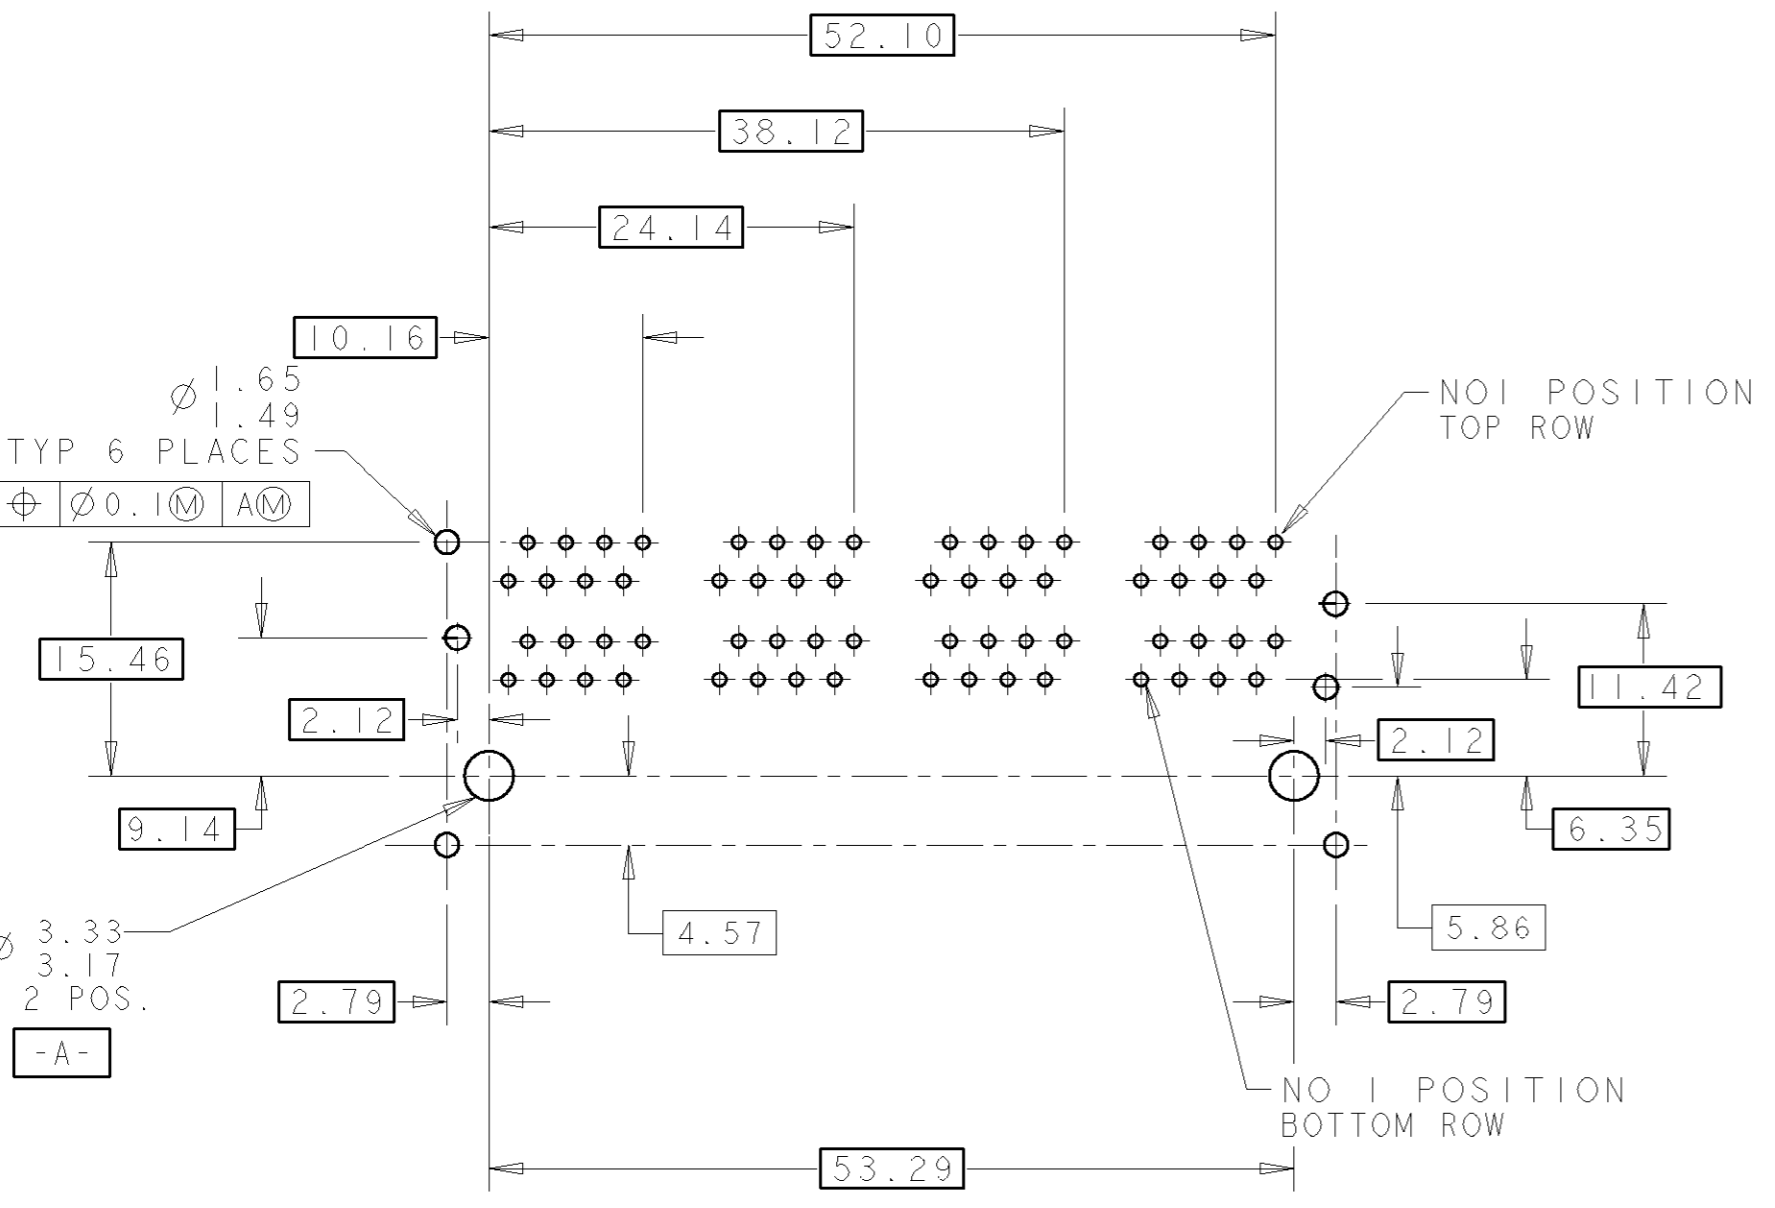 52.10
38.12
24.14
10.16
Ø 1.65
1.49
TYP 6 PLACES
⌖ Ø0.1Ⓜ AⓂ
NO1 POSITION
TOP ROW
15.46
11.42
2.12
2.12
9.14
6.35
Ø 3.33
3.17
2 POS.
-A-
4.57
5.86
2.79
2.79
NO 1 POSITION
BOTTOM ROW
53.29